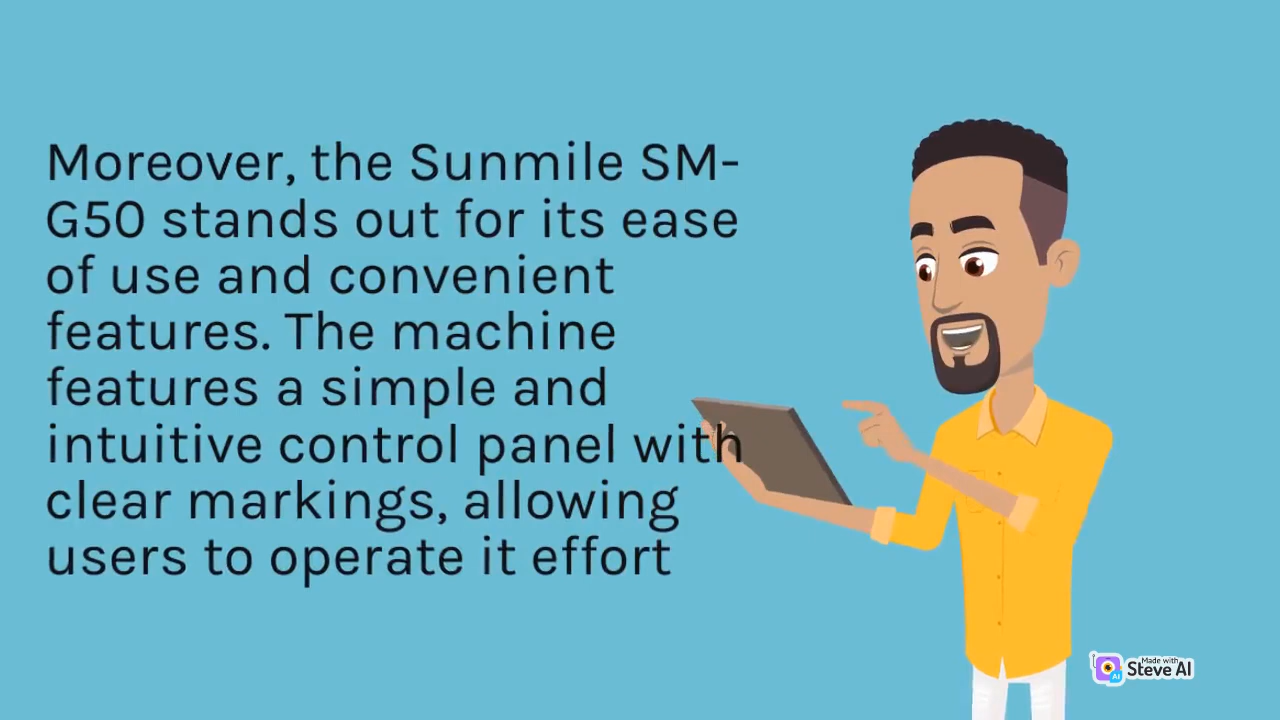 Moreover, the Sunmile SM-
G50 stands out for its ease
of use and convenient
features. The machine
features a simple and
intuitive control panel with
clear markings, allowing
users to operate it effort
Made with
Steve AI
AI